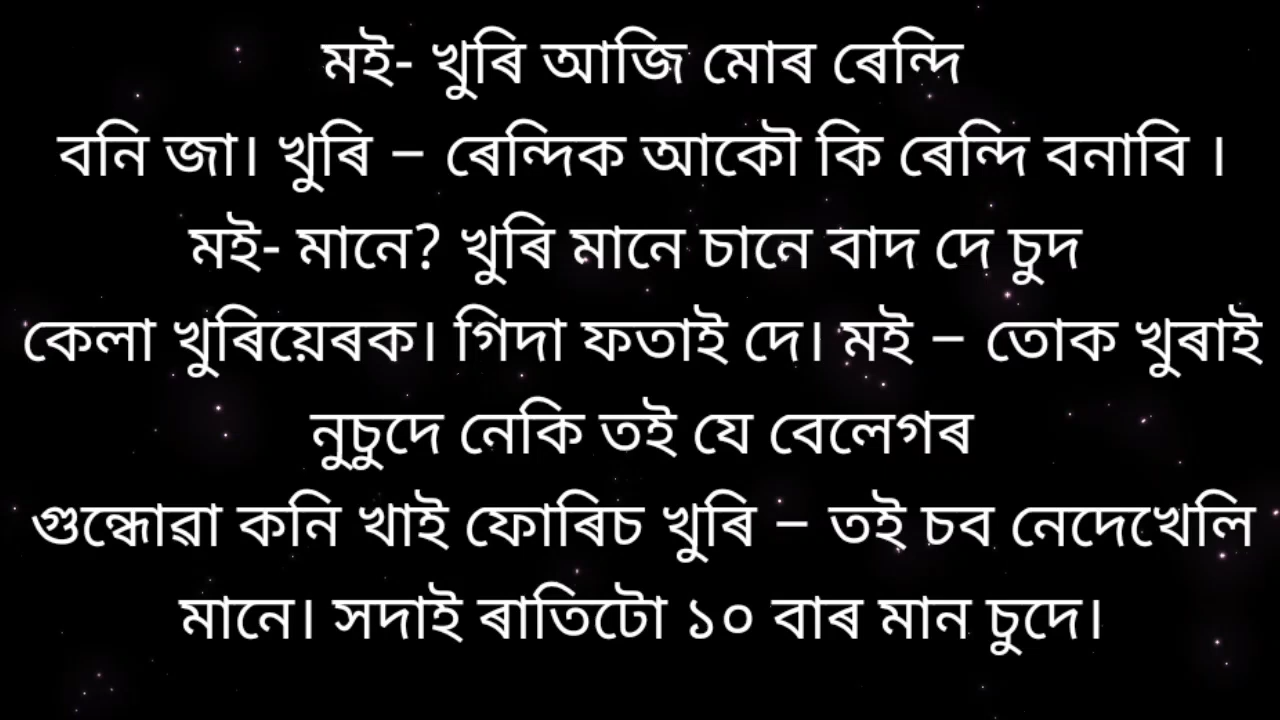 মই- খুৰি আজি মোৰ ৰেন্দি
বনি জা। খুৰি – ৰেন্দিক আকৌ কি ৰেন্দি বনাবি ।
মই- মানে? খুৰি মানে চানে বাদ দে চুদ
কেলা খুৰিয়েৰক। গিদা ফতাই দে। মই – তোক খুৰাই
নুচুদে নেকি তই যে বেলেগৰ
গুন্ধোৱা কনি খাই ফোৰিচ খুৰি – তই চব নেদেখেলি
মানে। সদাই ৰাতিটো ১০ বাৰ মান চুদে।